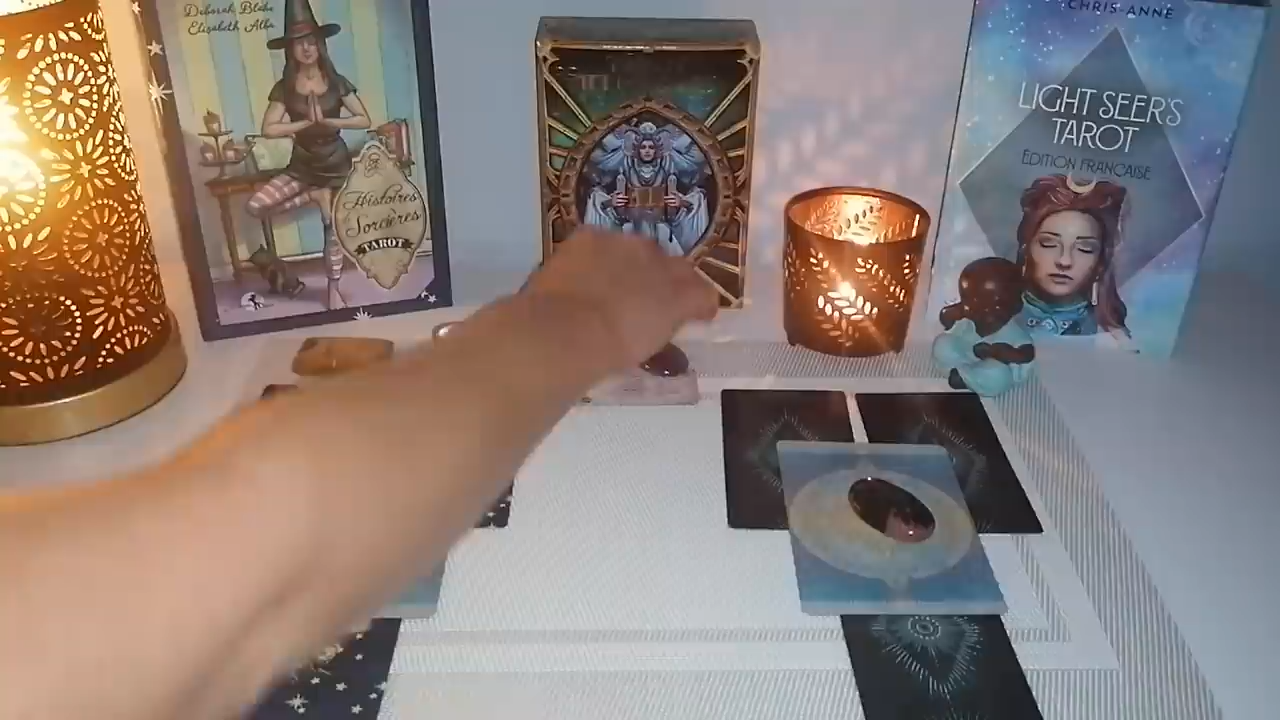 Deborah Blake
Elisabeth Alba
Histoires
Sorcières
TAROT
CHRIS-ANNE
LIGHT SEER'S
TAROT
ÉDITION FRANÇAISE